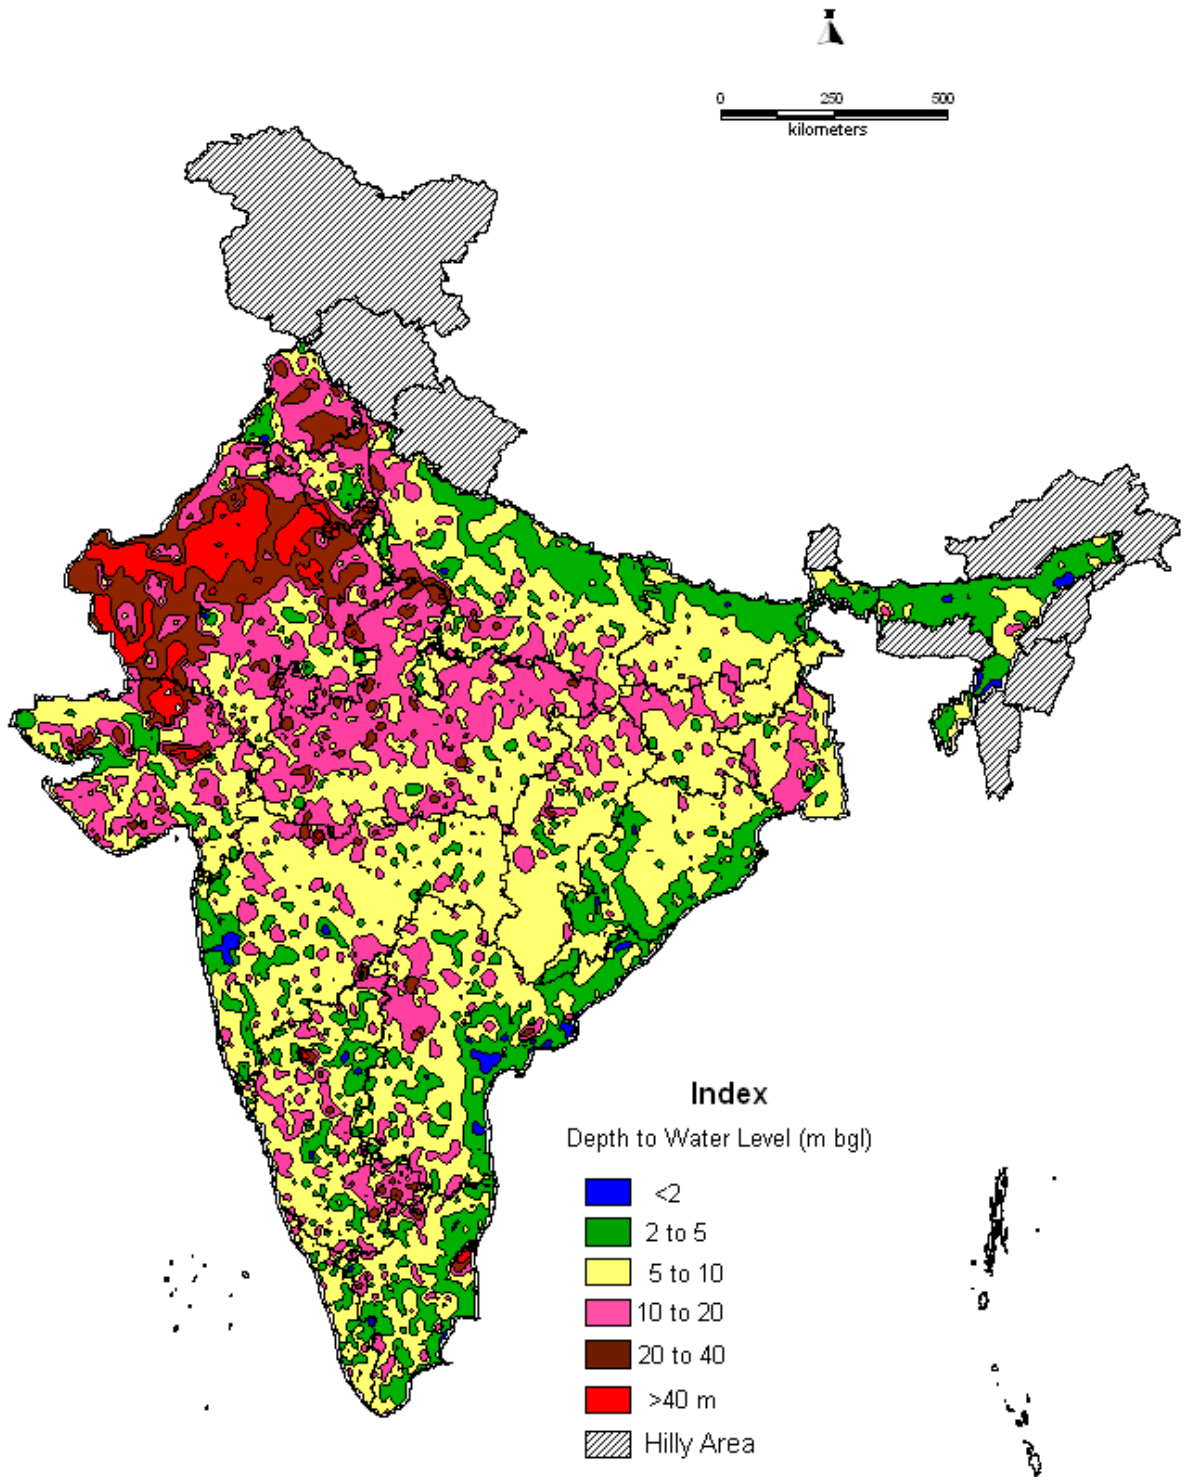 0 250 500
kilometers
Index
Depth to Water Level (m bgl)
<2
2 to 5
5 to 10
10 to 20
20 to 40
>40 m
Hilly Area